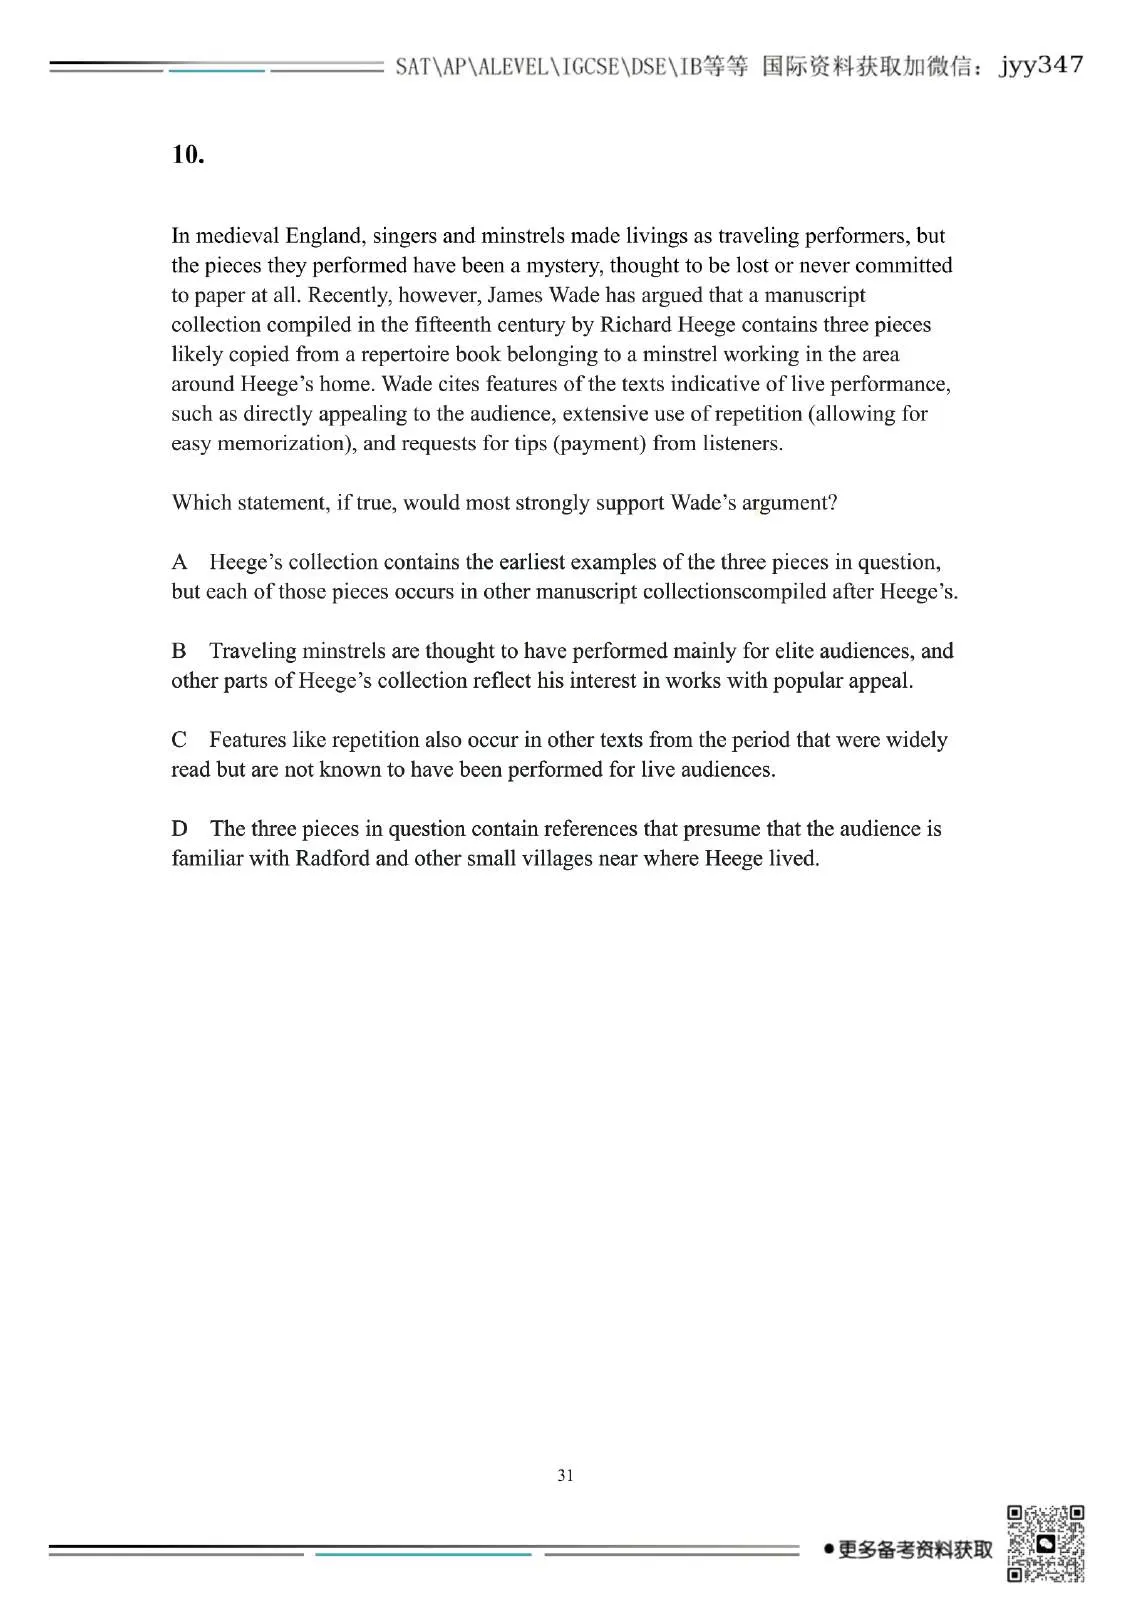 SAT\AP\ALEVEL\IGCSE\DSE\IB等等 国际资料获取加微信：jyy347
10.
In medieval England, singers and minstrels made livings as traveling performers, but
the pieces they performed have been a mystery, thought to be lost or never committed
to paper at all. Recently, however, James Wade has argued that a manuscript
collection compiled in the fifteenth century by Richard Heege contains three pieces
likely copied from a repertoire book belonging to a minstrel working in the area
around Heege’s home. Wade cites features of the texts indicative of live performance,
such as directly appealing to the audience, extensive use of repetition (allowing for
easy memorization), and requests for tips (payment) from listeners.
Which statement, if true, would most strongly support Wade’s argument?
A Heege’s collection contains the earliest examples of the three pieces in question,
but each of those pieces occurs in other manuscript collectionscompiled after Heege’s.
B Traveling minstrels are thought to have performed mainly for elite audiences, and
other parts of Heege’s collection reflect his interest in works with popular appeal.
C Features like repetition also occur in other texts from the period that were widely
read but are not known to have been performed for live audiences.
D The three pieces in question contain references that presume that the audience is
familiar with Radford and other small villages near where Heege lived.
31
●更多备考资料获取